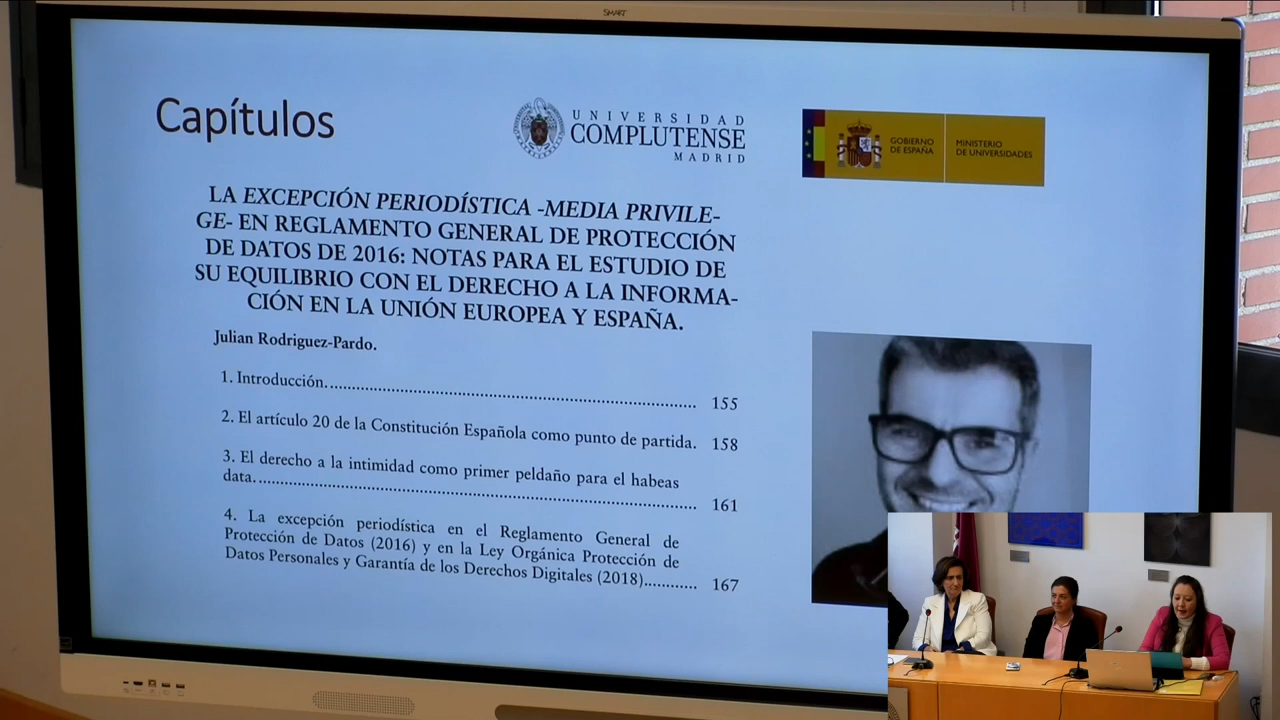 SMART
Capítulos
UNIVERSIDAD
COMPLUTENSE
MADRID
GOBIERNO
DE ESPAÑA
MINISTERIO
DE UNIVERSIDADES
LA EXCEPCIÓN PERIODÍSTICA -MEDIA PRIVILE-
GE- EN REGLAMENTO GENERAL DE PROTECCIÓN
DE DATOS DE 2016: NOTAS PARA EL ESTUDIO DE
SU EQUILIBRIO CON EL DERECHO A LA INFORMA-
CIÓN EN LA UNIÓN EUROPEA Y ESPAÑA.
Julian Rodriguez-Pardo.
1. Introducción. 155
2. El artículo 20 de la Constitución Española como punto de partida. 158
3. El derecho a la intimidad como primer peldaño para el habeas
data. 161
4. La excepción periodística en el Reglamento General de
Protección de Datos (2016) y en la Ley Orgánica Protección de
Datos Personales y Garantía de los Derechos Digitales (2018). 167